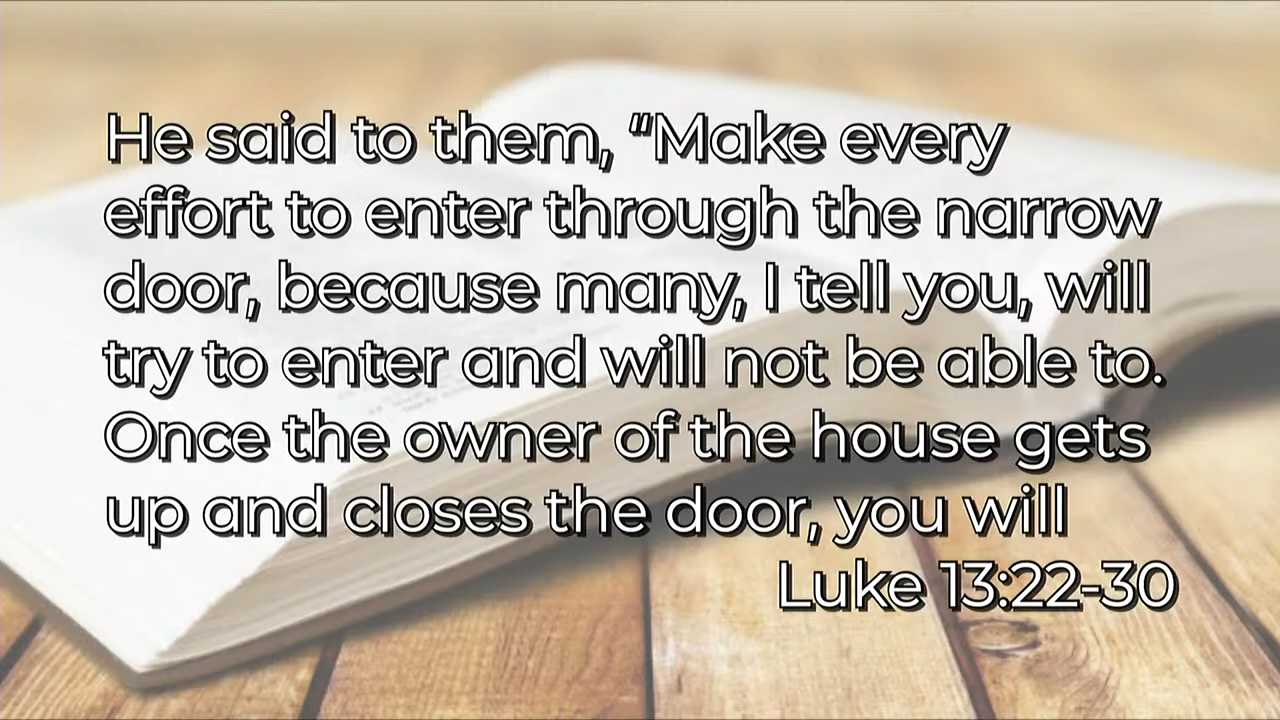 He said to them, “Make every
effort to enter through the narrow
door, because many, I tell you, will
try to enter and will not be able to.
Once the owner of the house gets
up and closes the door, you will
Luke 13:22-30